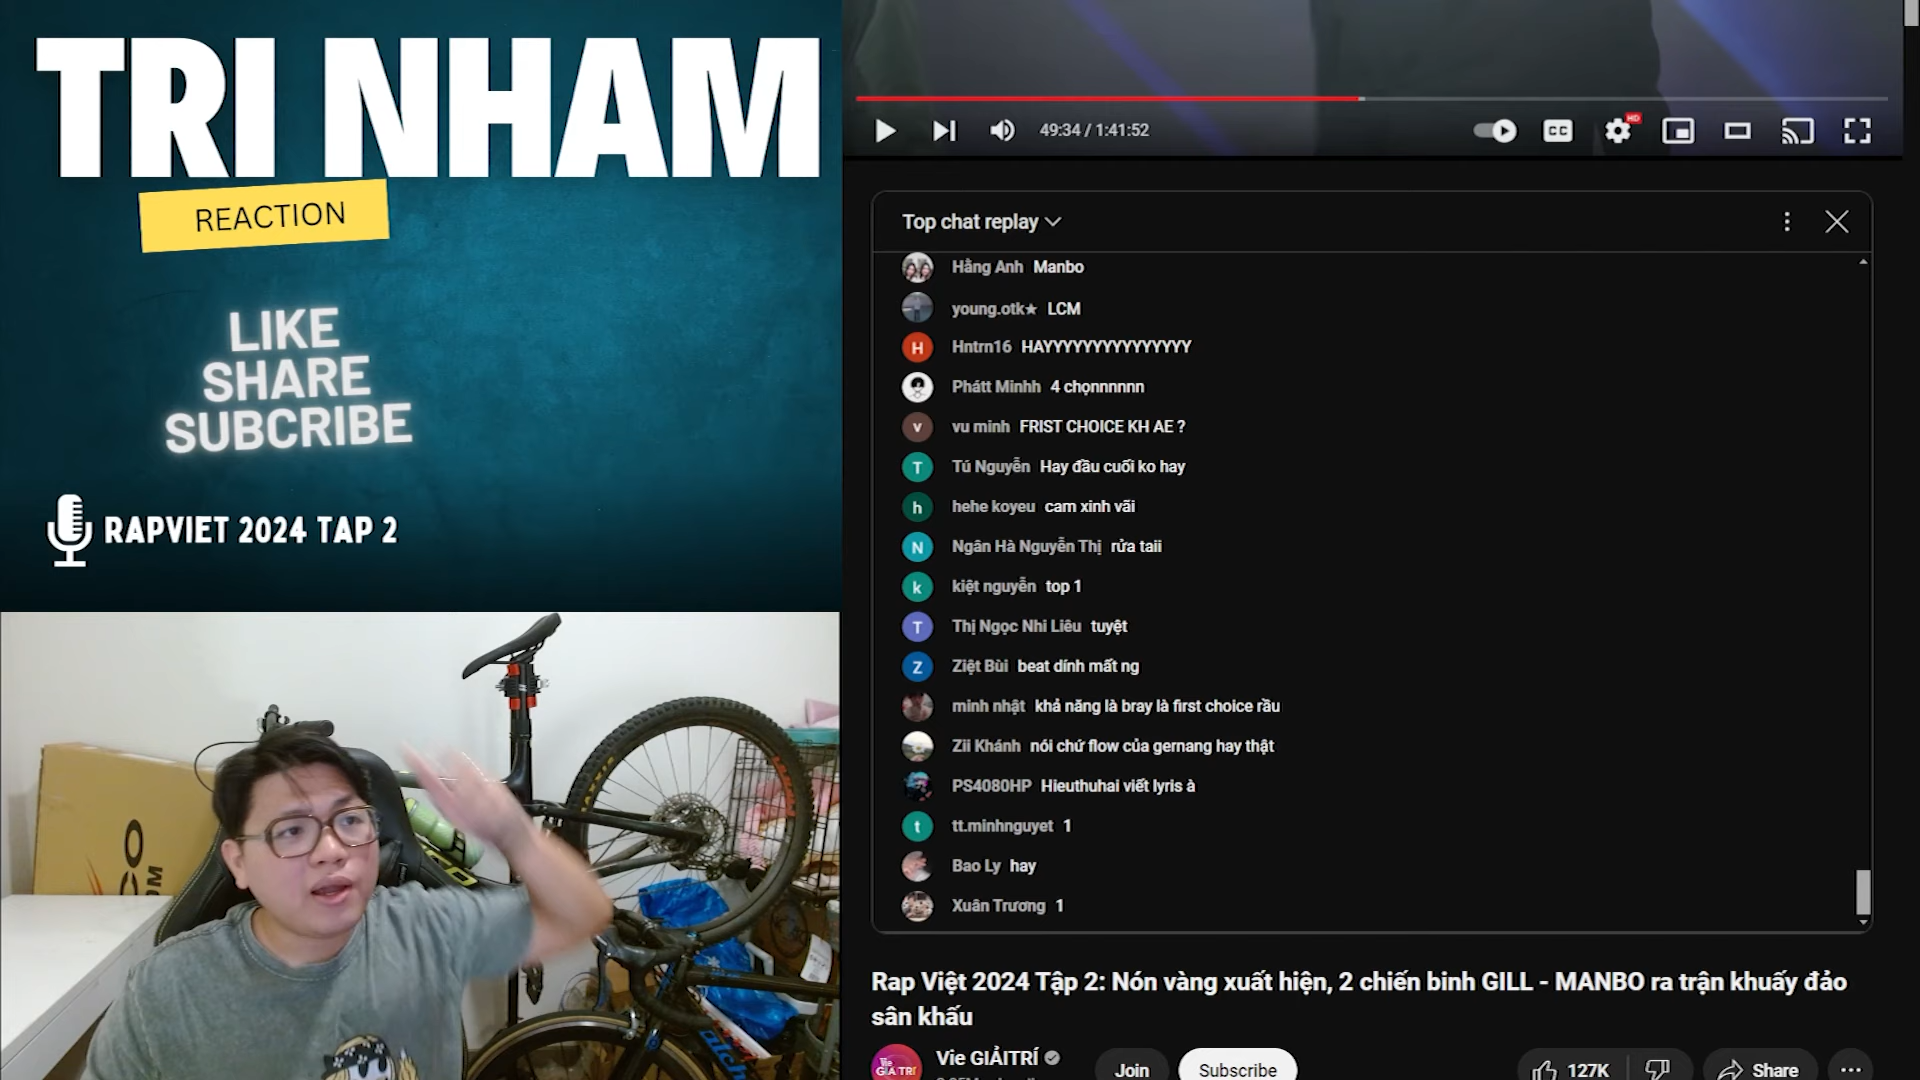 TRI NHAM
REACTION
LIKE
SHARE
SUBCRIBE
RAPVIET 2024 TAP 2
49:34 / 1:41:52
CC
HD
Top chat replay
Hằng Anh Manbo
young.otk★ LCM
H Hntrn16 HAYYYYYYYYYYYYYYY
Phátt Minhh 4 chọnnnnnn
v vu minh FRIST CHOICE KH AE ?
T Tú Nguyễn Hay đầu cuối ko hay
h hehe koyeu cam xinh vãi
N Ngân Hà Nguyễn Thị rửa taii
k kiệt nguyễn top 1
T Thị Ngọc Nhi Liêu tuyệt
Z Ziệt Bùi beat dính mất ng
minh nhật khả năng là bray là first choice rầu
Zii Khánh nói chứ flow của gernang hay thật
PS4080HP Hieuthuhai viết lyris à
t tt.minhnguyet 1
Bao Ly hay
Xuân Trương 1
Rap Việt 2024 Tập 2: Nón vàng xuất hiện, 2 chiến binh GILL - MANBO ra trận khuấy đảo
sân khấu
Vie GIẢI TRÍ
Vie GIẢITRÍ
Join
Subscribe
127K
Share